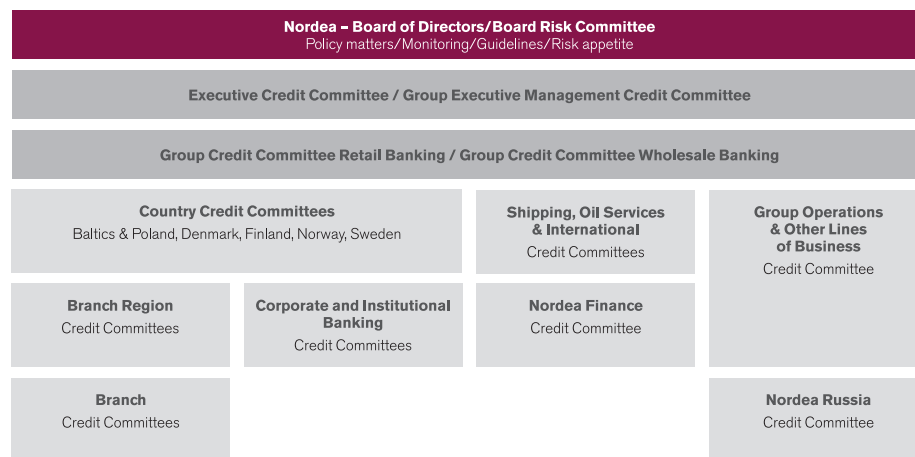 Nordea – Board of Directors/Board Risk Committee
Policy matters/Monitoring/Guidelines/Risk appetite
Executive Credit Committee / Group Executive Management Credit Committee
Group Credit Committee Retail Banking / Group Credit Committee Wholesale Banking
Country Credit Committees
Baltics & Poland, Denmark, Finland, Norway, Sweden
Shipping, Oil Services
& International
Credit Committees
Group Operations
& Other Lines
of Business
Credit Committee
Branch Region
Credit Committees
Corporate and Institutional
Banking
Credit Committees
Nordea Finance
Credit Committee
Branch
Credit Committees
Nordea Russia
Credit Committee